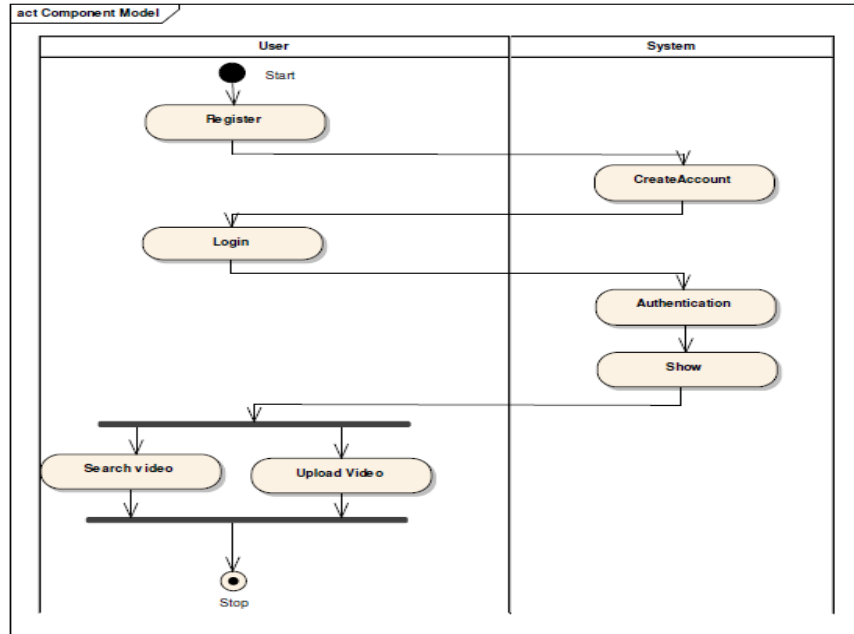 act Component Model
User
System
Start
Register
CreateAccount
Login
Authentication
Show
Search video
Upload Video
Stop